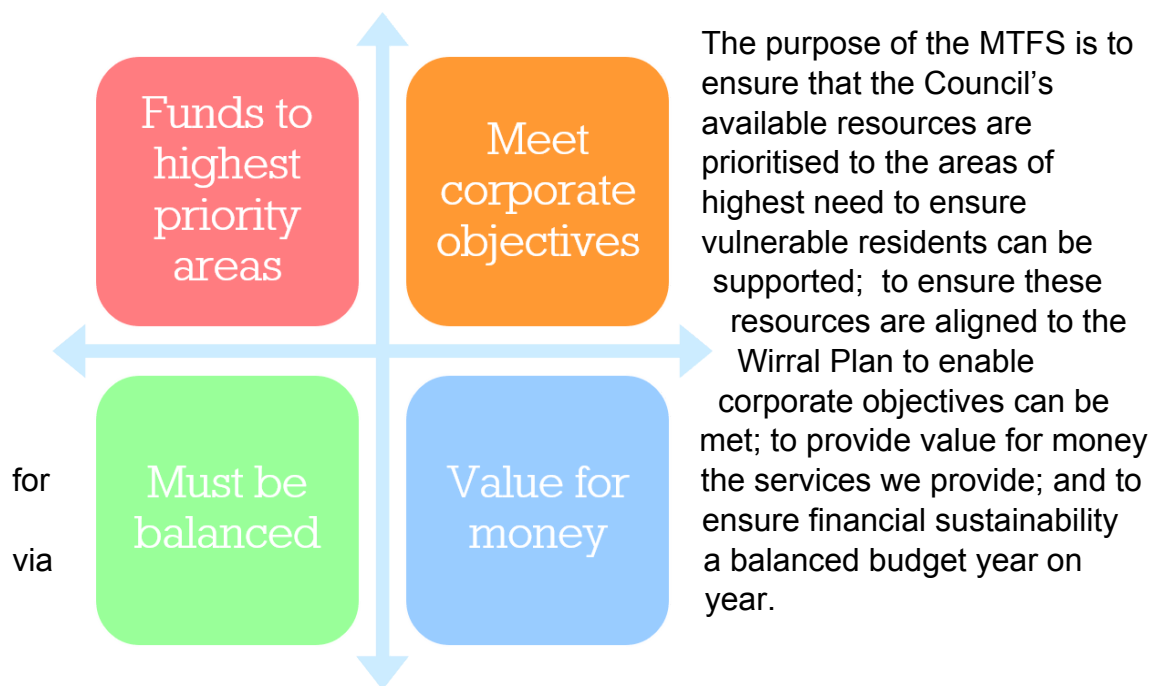 Funds to
highest
priority
areas
Meet
corporate
objectives
Must be
balanced
Value for
money
The purpose of the MTFS is to
ensure that the Council's
available resources are
prioritised to the areas of
highest need to ensure
vulnerable residents can be
supported;  to ensure these
resources are aligned to the
Wirral Plan to enable
corporate objectives can be
met; to provide value for money
for the services we provide; and to
ensure financial sustainability
via a balanced budget year on
year.